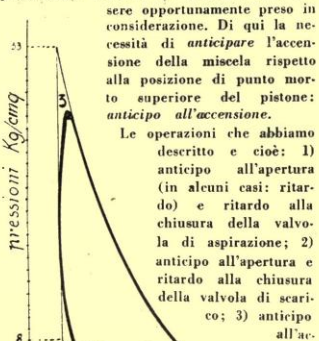 sere opportunamente preso in
considerazione. Di qui la ne-
cessità di anticipare l'accen-
sione della miscela rispetto
alla posizione di punto mor-
to superiore del pistone:
anticipo all'accensione.
Le operazioni che abbiamo
descritto e cioè: 1)
anticipo all'apertura
(in alcuni casi: ritar-
do) e ritardo alla
chiusura della valvo-
la di aspirazione; 2)
anticipo all'apertura e
ritardo alla chiusura
della valvola di scari-
co; 3) anticipo
all'ac-
53
3
pressioni Kg/cmq
8